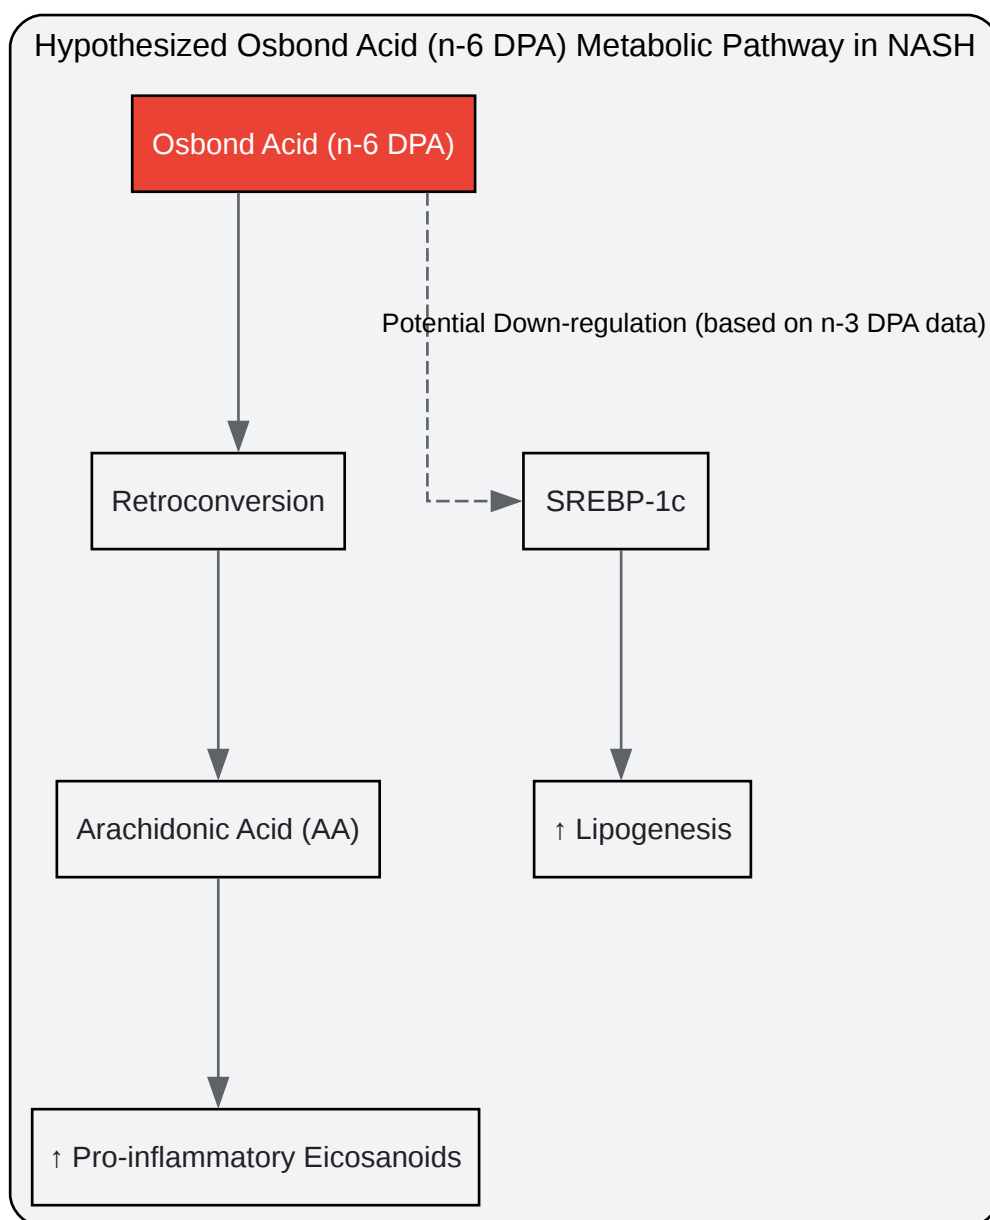 Hypothesized Osbond Acid (n-6 DPA) Metabolic Pathway in NASH
Osbond Acid (n-6 DPA)
Potential Down-regulation (based on n-3 DPA data)
Retroconversion
SREBP-1c
Arachidonic Acid (AA)
↑ Lipogenesis
↑ Pro-inflammatory Eicosanoids